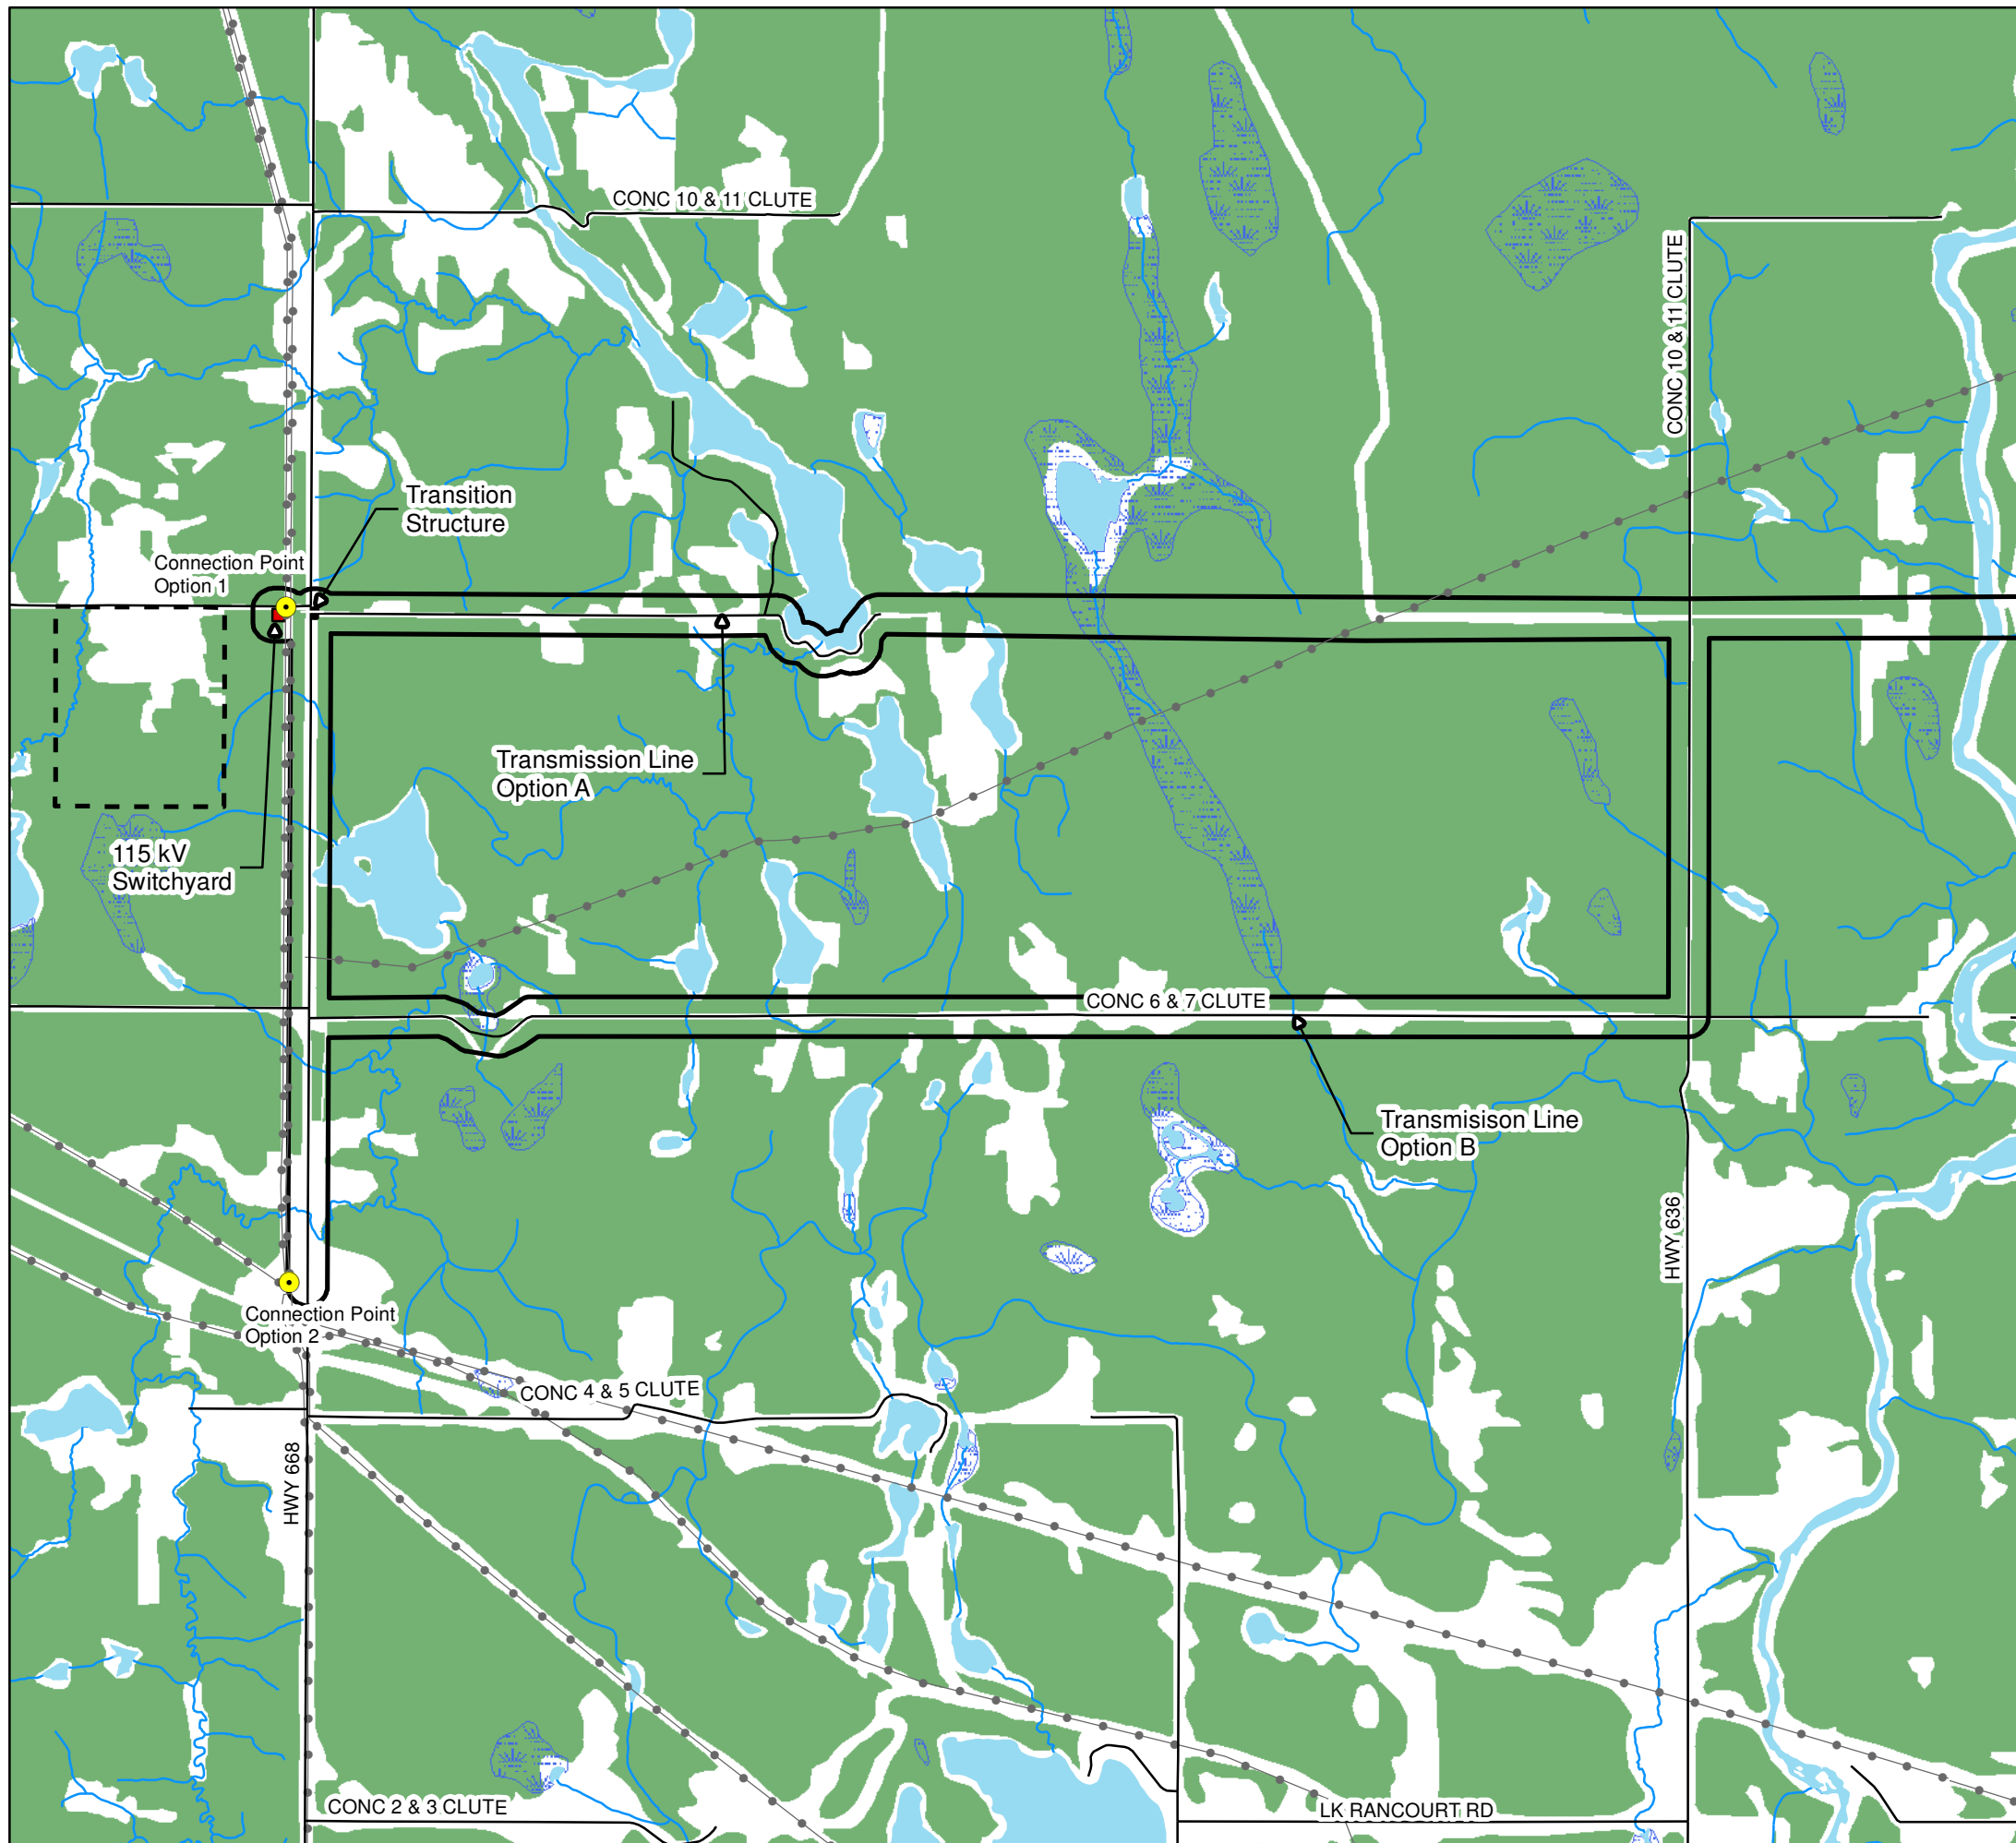 CONC 10 & 11 CLUTE
CONC 10 & 11 CLUTE
Transition
Structure
Connection Point
Option 1
Transmission Line
Option A
115 kV
Switchyard
CONC 6 & 7 CLUTE
Transmisison Line
Option B
HWY 636
Connection Point
Option 2
CONC 4 & 5 CLUTE
HWY 668
CONC 2 & 3 CLUTE
LK RANCOURT RD